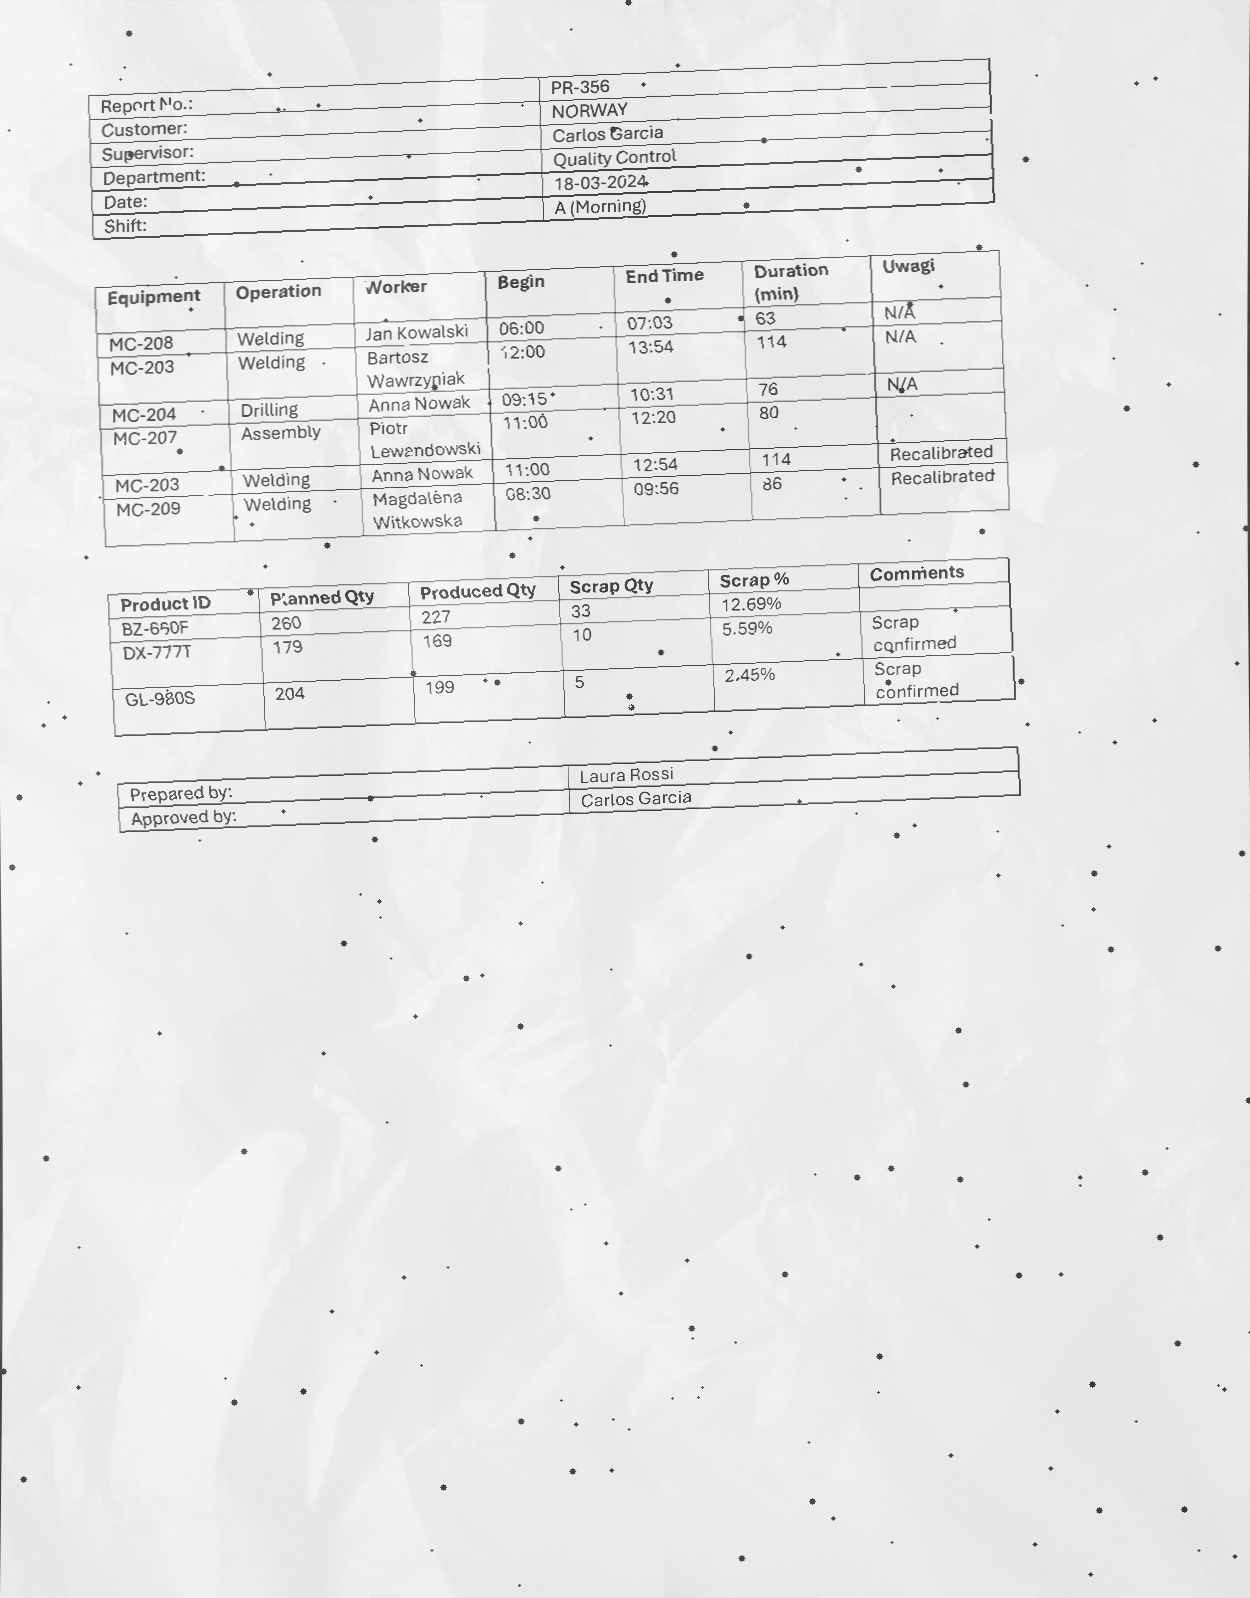 Report No.: PR-356
Customer: NORWAY
Supervisor: Carlos Garcia
Department: Quality Control
Date: 18-03-2024
Shift: A (Morning)
Equipment Operation Worker Begin End Time Duration (min) Uwagi
MC-208 Welding Jan Kowalski 06:00 07:03 63 N/A
MC-203 Welding Bartosz Wawrzyniak 12:00 13:54 114 N/A
MC-204 Drilling Anna Nowak 09:15 10:31 76 N/A
MC-207 Assembly Piotr Lewandowski 11:00 12:20 80
MC-203 Welding Anna Nowak 11:00 12:54 114 Recalibrated
MC-209 Welding Magdalena Witkowska 08:30 09:56 86 Recalibrated
Product ID Planned Qty Produced Qty Scrap Qty Scrap % Comments
BZ-650F 260 227 33 12.69%
DX-777T 179 169 10 5.59% Scrap confirmed
GL-980S 204 199 5 2.45% Scrap confirmed
Prepared by: Laura Rossi
Approved by: Carlos Garcia